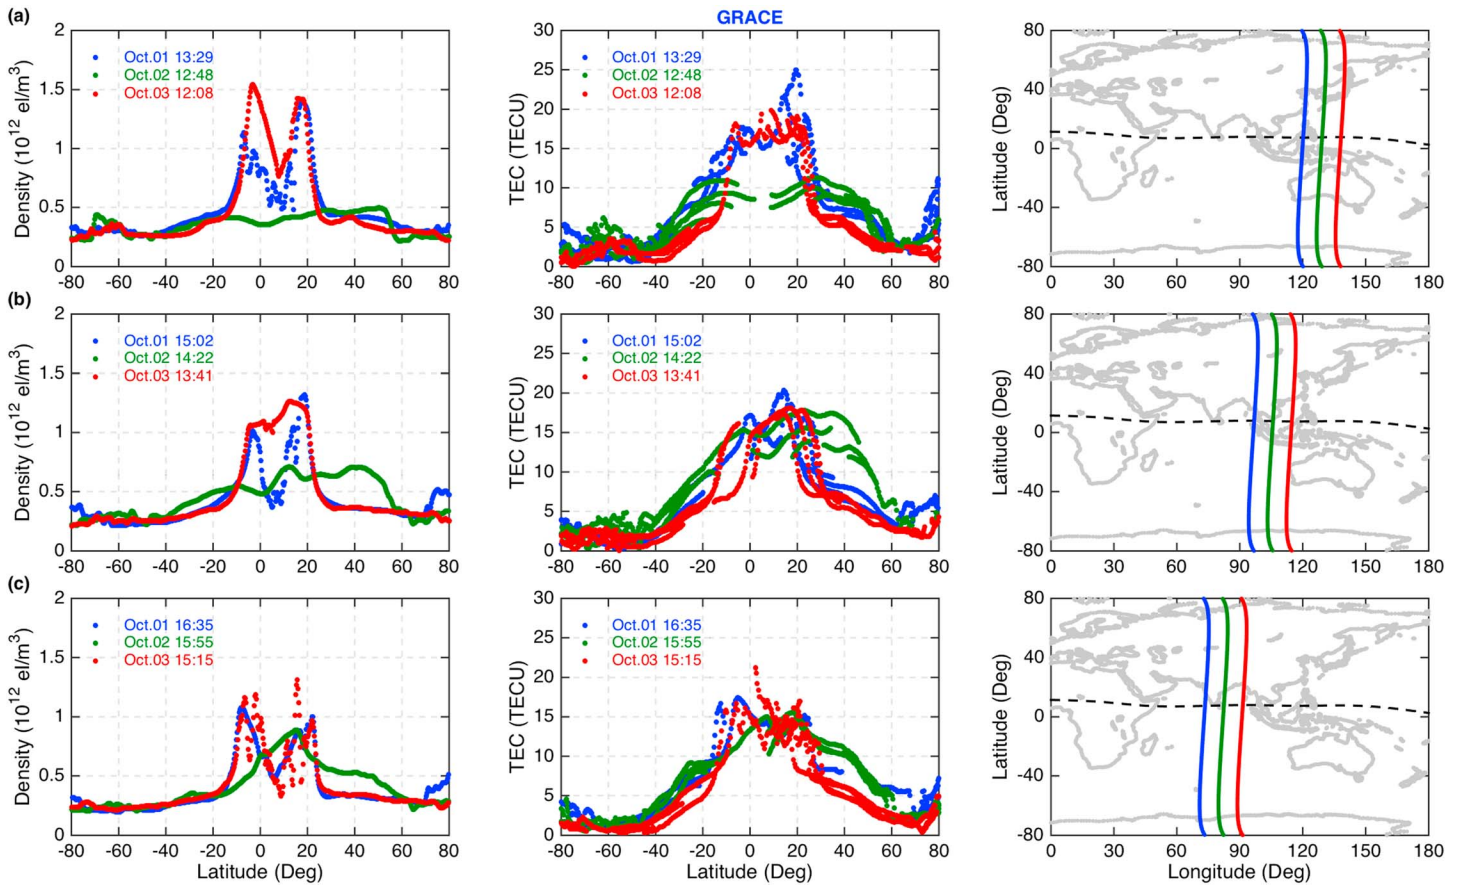 GRACE
(a)
Density (10^12 el/m^3)
2
1.5
1
0.5
0
Oct.01 13:29
Oct.02 12:48
Oct.03 12:08
-80 -60 -40 -20 0 20 40 60 80
TEC (TECU)
30
25
20
15
10
5
0
Oct.01 13:29
Oct.02 12:48
Oct.03 12:08
-80 -60 -40 -20 0 20 40 60 80
Latitude (Deg)
80
40
0
-40
-80
0 30 60 90 120 150 180
(b)
Density (10^12 el/m^3)
2
1.5
1
0.5
0
Oct.01 15:02
Oct.02 14:22
Oct.03 13:41
-80 -60 -40 -20 0 20 40 60 80
TEC (TECU)
30
25
20
15
10
5
0
Oct.01 15:02
Oct.02 14:22
Oct.03 13:41
-80 -60 -40 -20 0 20 40 60 80
Latitude (Deg)
80
40
0
-40
-80
0 30 60 90 120 150 180
(c)
Density (10^12 el/m^3)
2
1.5
1
0.5
0
Oct.01 16:35
Oct.02 15:55
Oct.03 15:15
-80 -60 -40 -20 0 20 40 60 80
Latitude (Deg)
TEC (TECU)
30
25
20
15
10
5
0
Oct.01 16:35
Oct.02 15:55
Oct.03 15:15
-80 -60 -40 -20 0 20 40 60 80
Latitude (Deg)
Latitude (Deg)
80
40
0
-40
-80
0 30 60 90 120 150 180
Longitude (Deg)